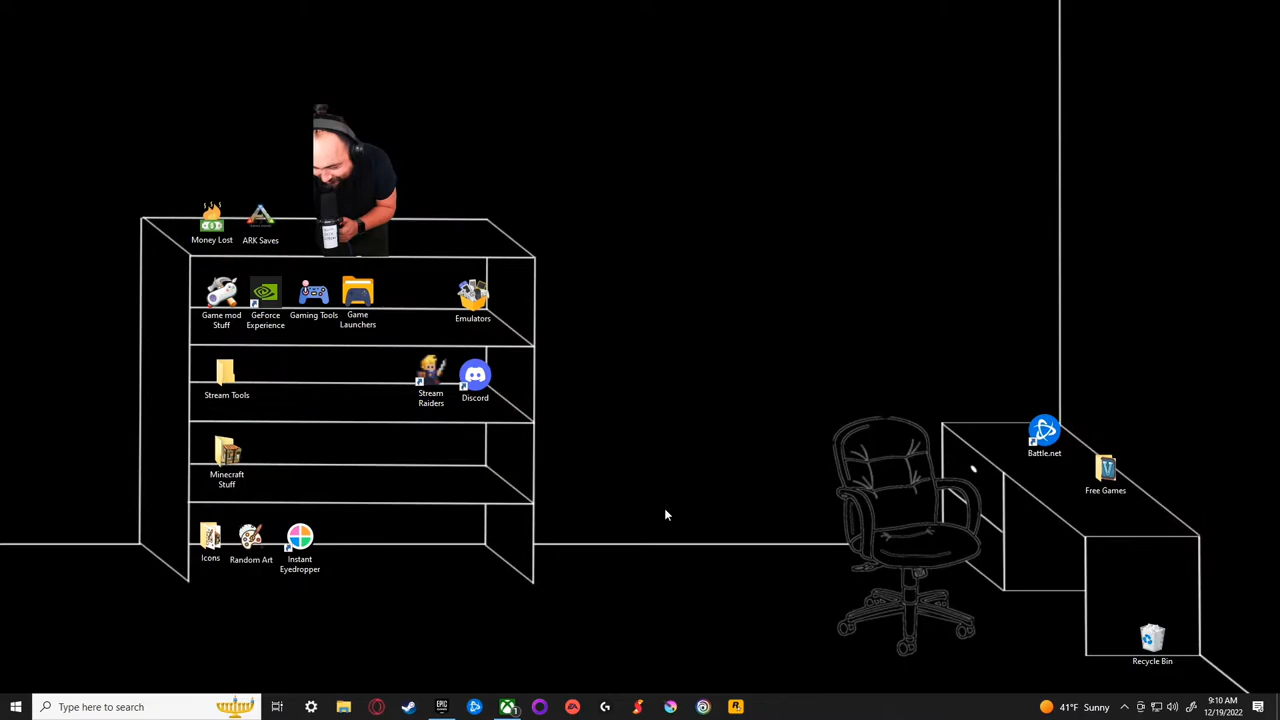 Money Lost
ARK Saves
Game mod
Stuff
GeForce
Experience
Gaming Tools
Game
Launchers
Emulators
Stream Tools
Stream
Raiders
Discord
Battle.net
Minecraft
Stuff
Free Games
Icons
Random Art
Instant
Eyedropper
Recycle Bin
Type here to search
EPIC
EA
R
41°F Sunny
9:10 AM
12/19/2022